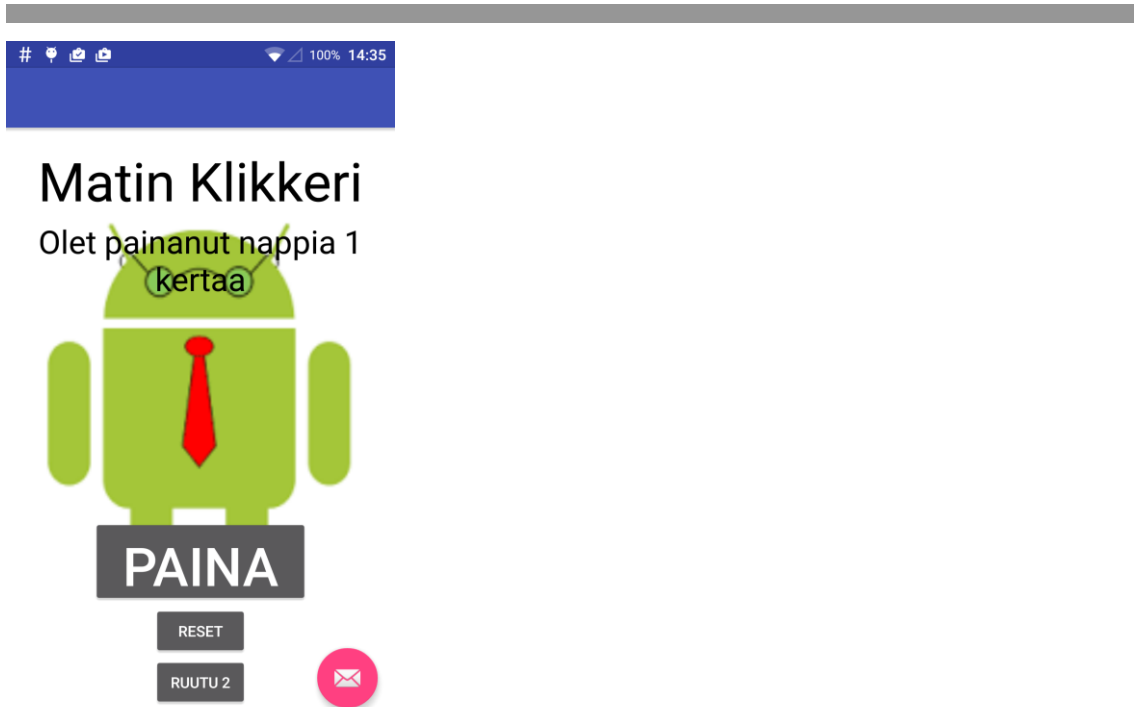 # 100% 14:35
Matin Klikkeri
Olet painanut nappia 1
kertaa
PAINA
RESET
RUUTU 2